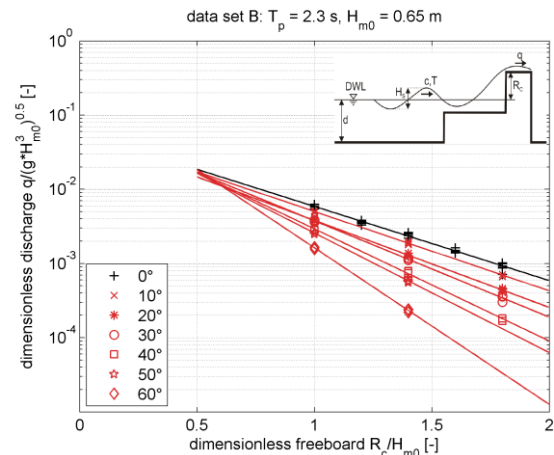 data set B: T_p = 2.3 s, H_m0 = 0.65 m
dimensionless discharge q/(g*H_m0^3)^0.5 [-]
10^0
10^-1
10^-2
10^-3
10^-4
DWL
d
H_s
c,T
q
R_c
0°
10°
20°
30°
40°
50°
60°
0
0.5
1
1.5
2
dimensionless freeboard R_c/H_m0 [-]